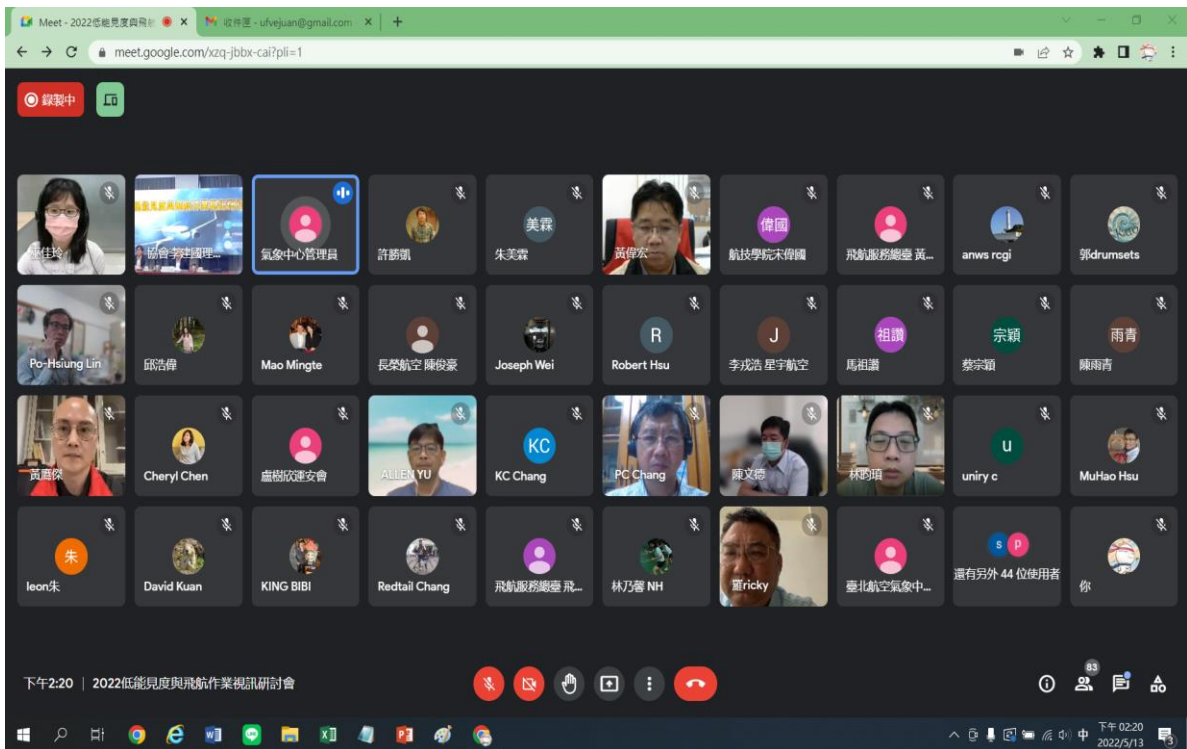 Meet - 2022低能見度與飛航
收件匣 - ufvejuan@gmail.com
meet.google.com/xzq-jbbx-cai?pli=1
錄製中
巫佳玲
協會李建國理...
氣象中心管理員
許勝凱
美霖
朱美霖
黃偉宏
偉國
航技學院宋偉國
飛航服務總臺 黃...
anws rcgi
郭drumsets
Po-Hsiung Lin
邱浩偉
Mao Mingte
長榮航空 陳俊豪
Joseph Wei
R
Robert Hsu
J
李戎浩 星宇航空
祖讚
馬祖讚
宗穎
蔡宗穎
雨青
陳雨青
Cheryl Chen
盧樹欣運安會
ALLEN YU
KC
KC Chang
PC Chang
陳文德
u
uniry c
MuHao Hsu
朱
leon朱
David Kuan
KING BIBI
Redtail Chang
飛航服務總臺 飛...
林乃馨 NH
羅ricky
臺北航空氣象中...
s p
還有另外 44 位使用者
你
下午2:20 | 2022低能見度與飛航作業視訊研討會
83
中
下午 02:20
2022/5/13
3